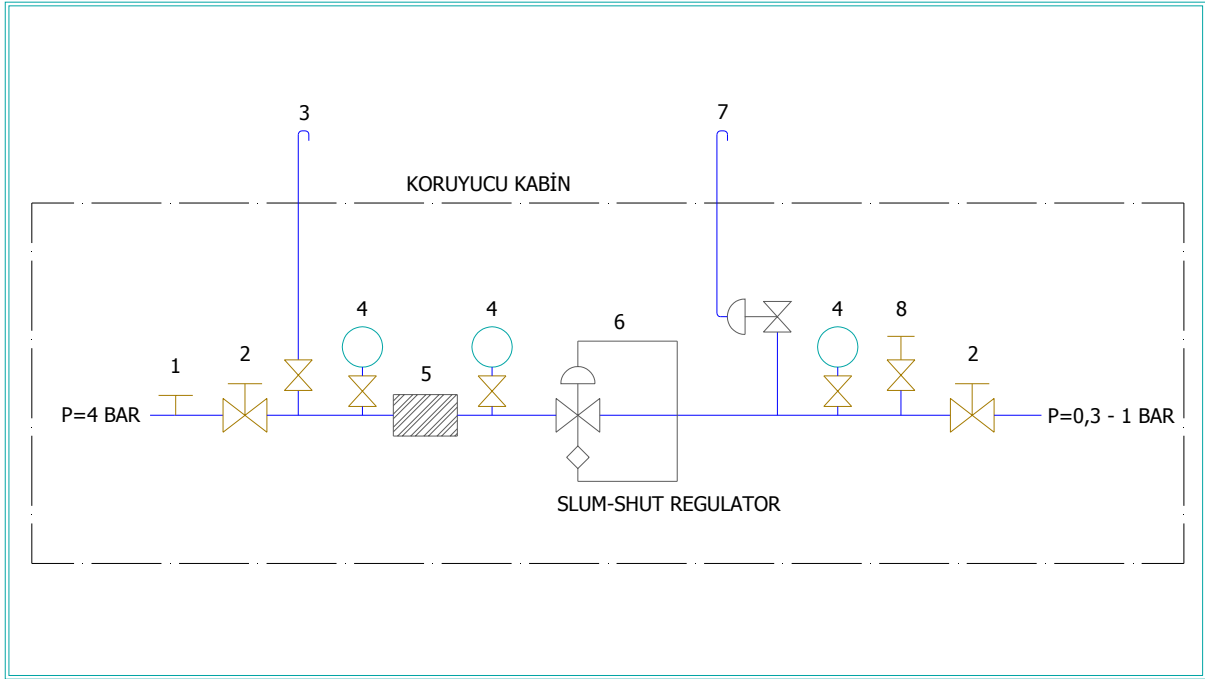 3
7
KORUYUCU KABİN
4
4
6
4
8
1
2
5
2
P=4 BAR
P=0,3 - 1 BAR
SLUM-SHUT REGULATOR